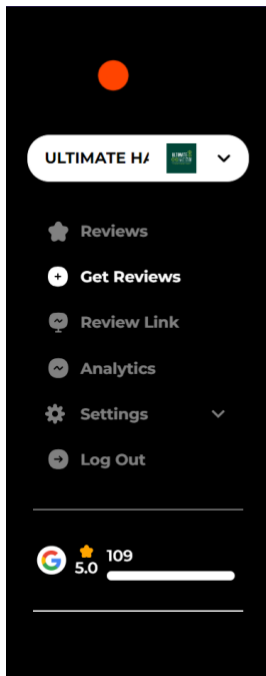 ULTIMATE HA
Reviews
Get Reviews
Review Link
Analytics
Settings
Log Out
109
5.0